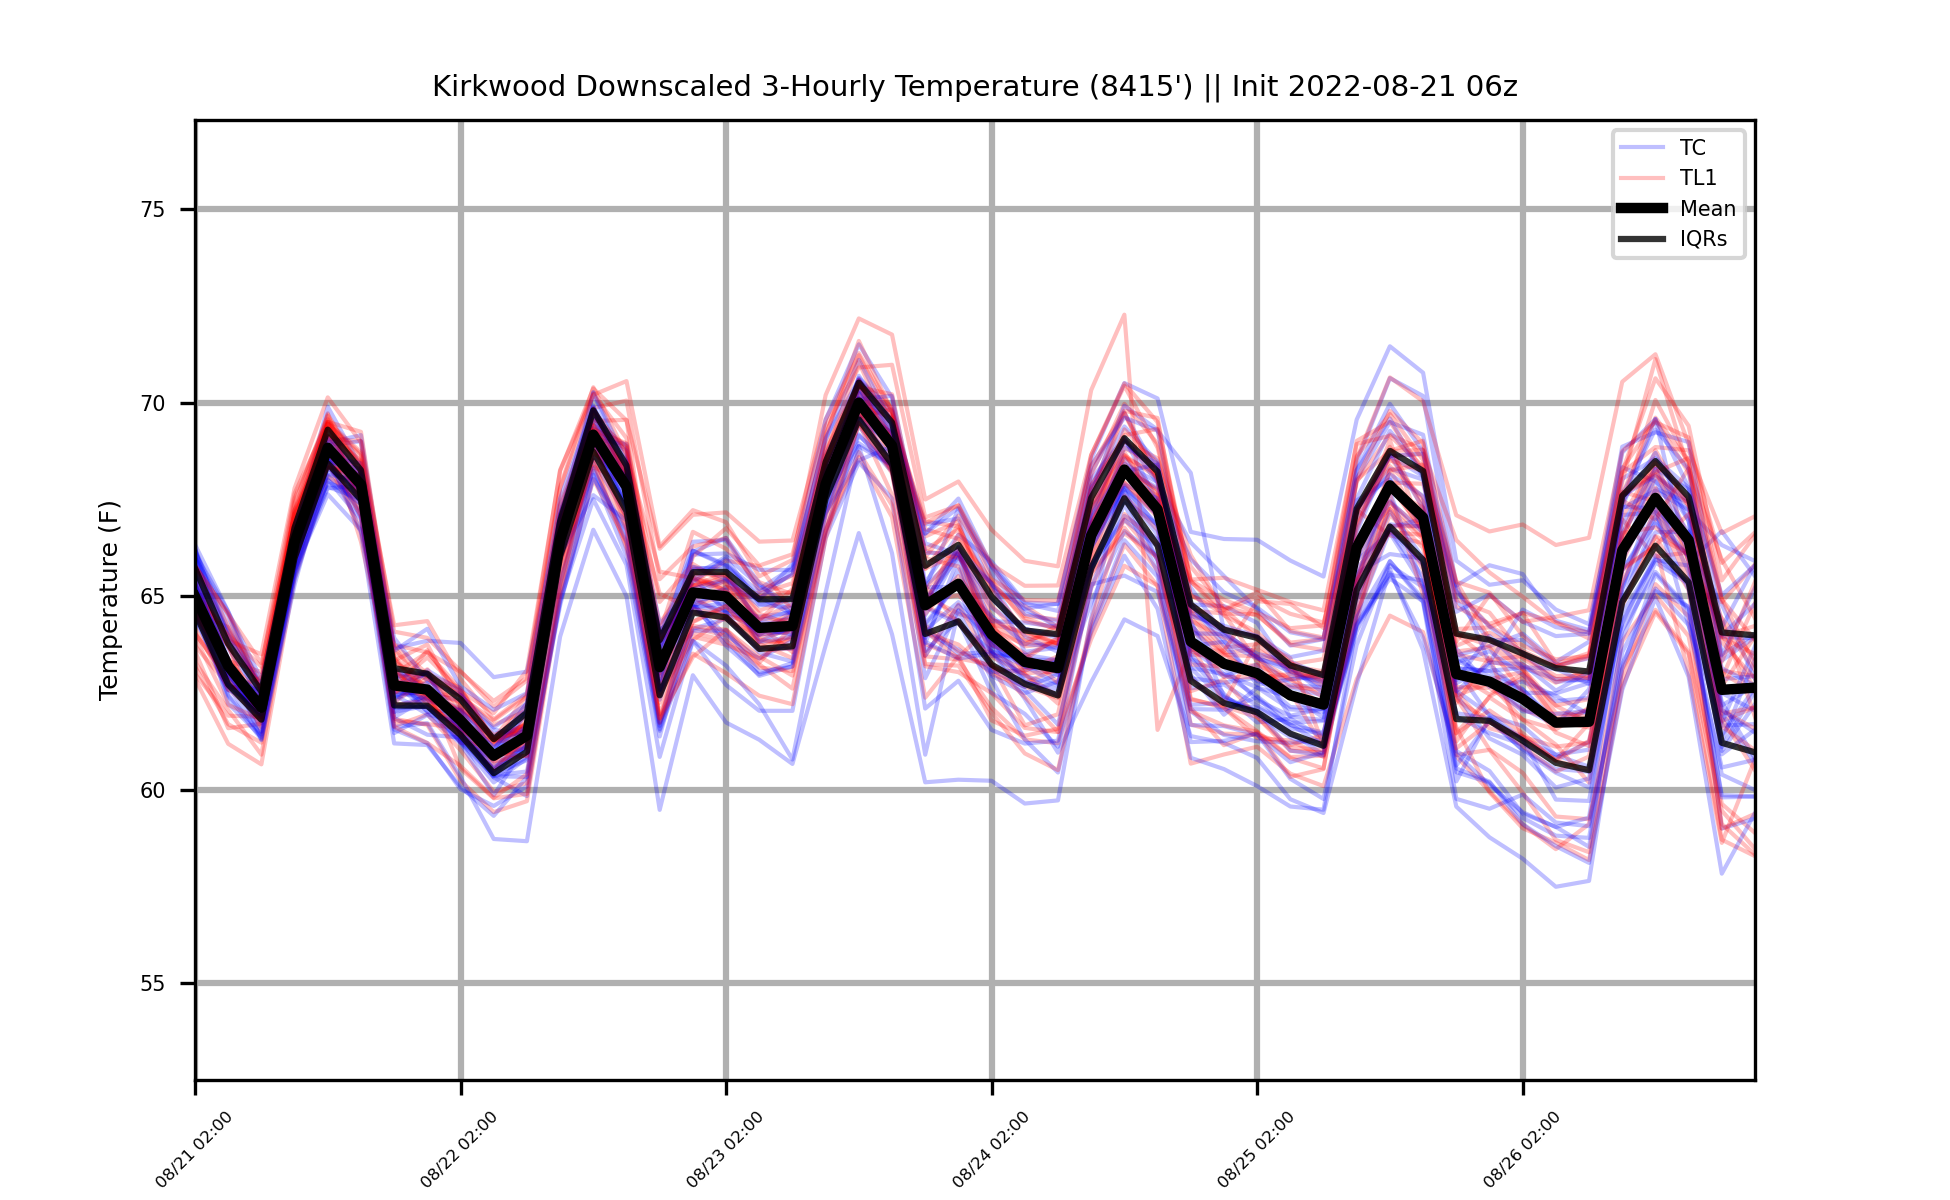 Kirkwood Downscaled 3-Hourly Temperature (8415') || Init 2022-08-21 06z
TC
TL1
Mean
IQRs
Temperature (F)
75
70
65
60
55
08/21 02:00
08/22 02:00
08/23 02:00
08/24 02:00
08/25 02:00
08/26 02:00